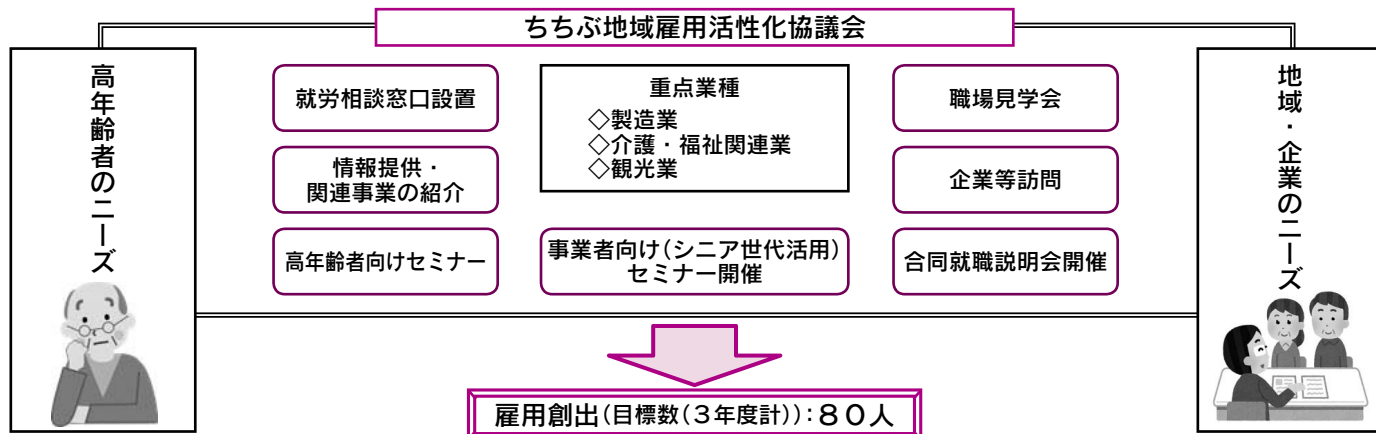 ちちぶ地域雇用活性化協議会
高年齢者のニーズ
就労相談窓口設置
情報提供・
関連事業の紹介
高年齢者向けセミナー
重点業種
◇製造業
◇介護・福祉関連業
◇観光業
事業者向け(シニア世代活用)
セミナー開催
職場見学会
企業等訪問
合同就職説明会開催
地域・企業のニーズ
雇用創出(目標数(３年度計)):８０人